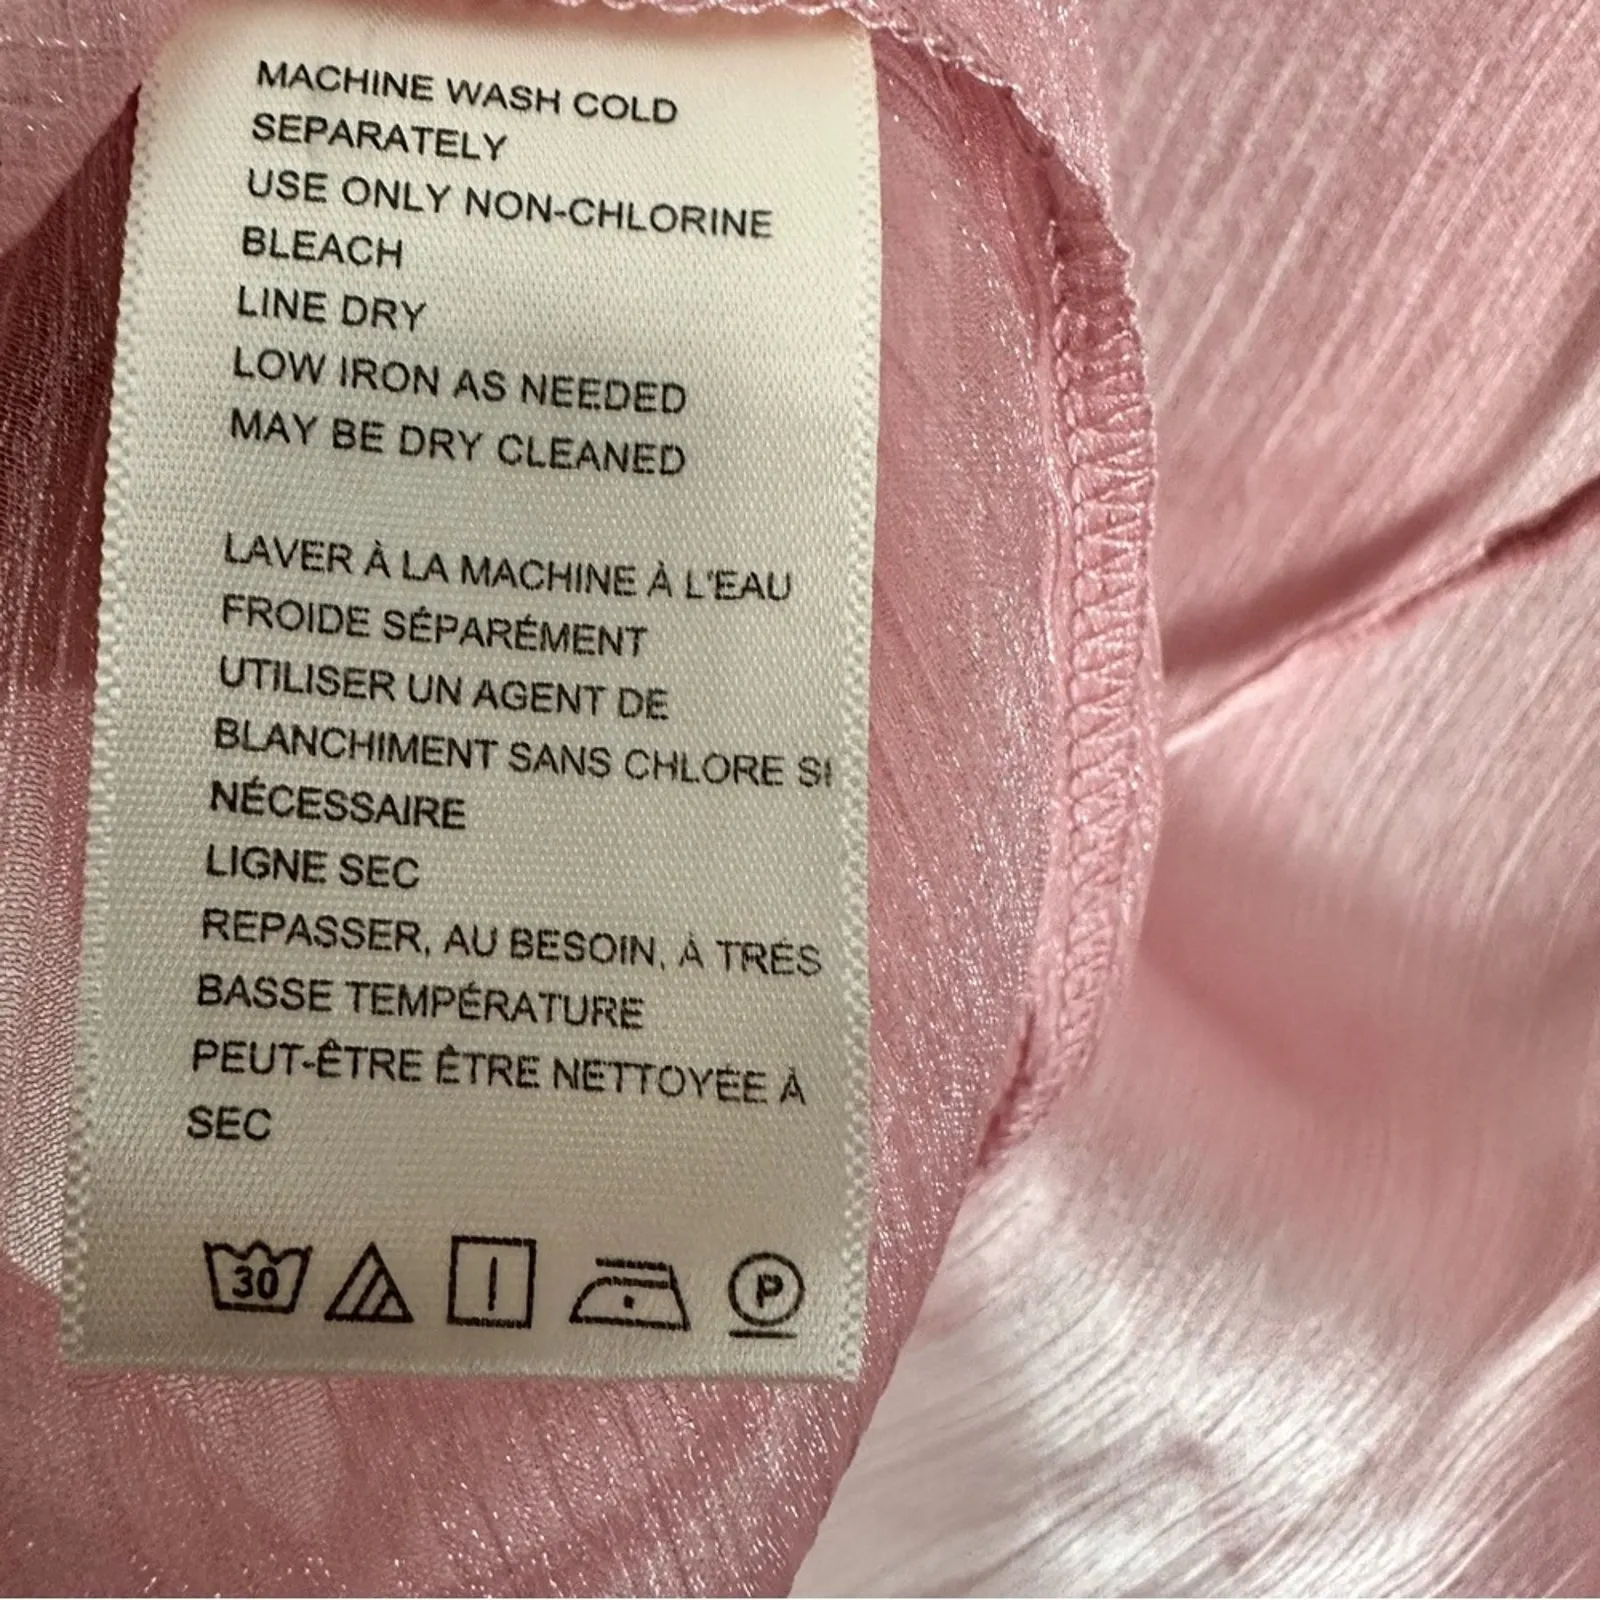 MACHINE WASH COLD
SEPARATELY
USE ONLY NON-CHLORINE
BLEACH
LINE DRY
LOW IRON AS NEEDED
MAY BE DRY CLEANED
LAVER À LA MACHINE À L'EAU
FROIDE SÉPARÉMENT
UTILISER UN AGENT DE
BLANCHIMENT SANS CHLORE SI
NÉCESSAIRE
LIGNE SEC
REPASSER, AU BESOIN, À TRÉS
BASSE TEMPÉRATURE
PEUT-ÊTRE ÊTRE NETTOYÉE À
SEC
30 P